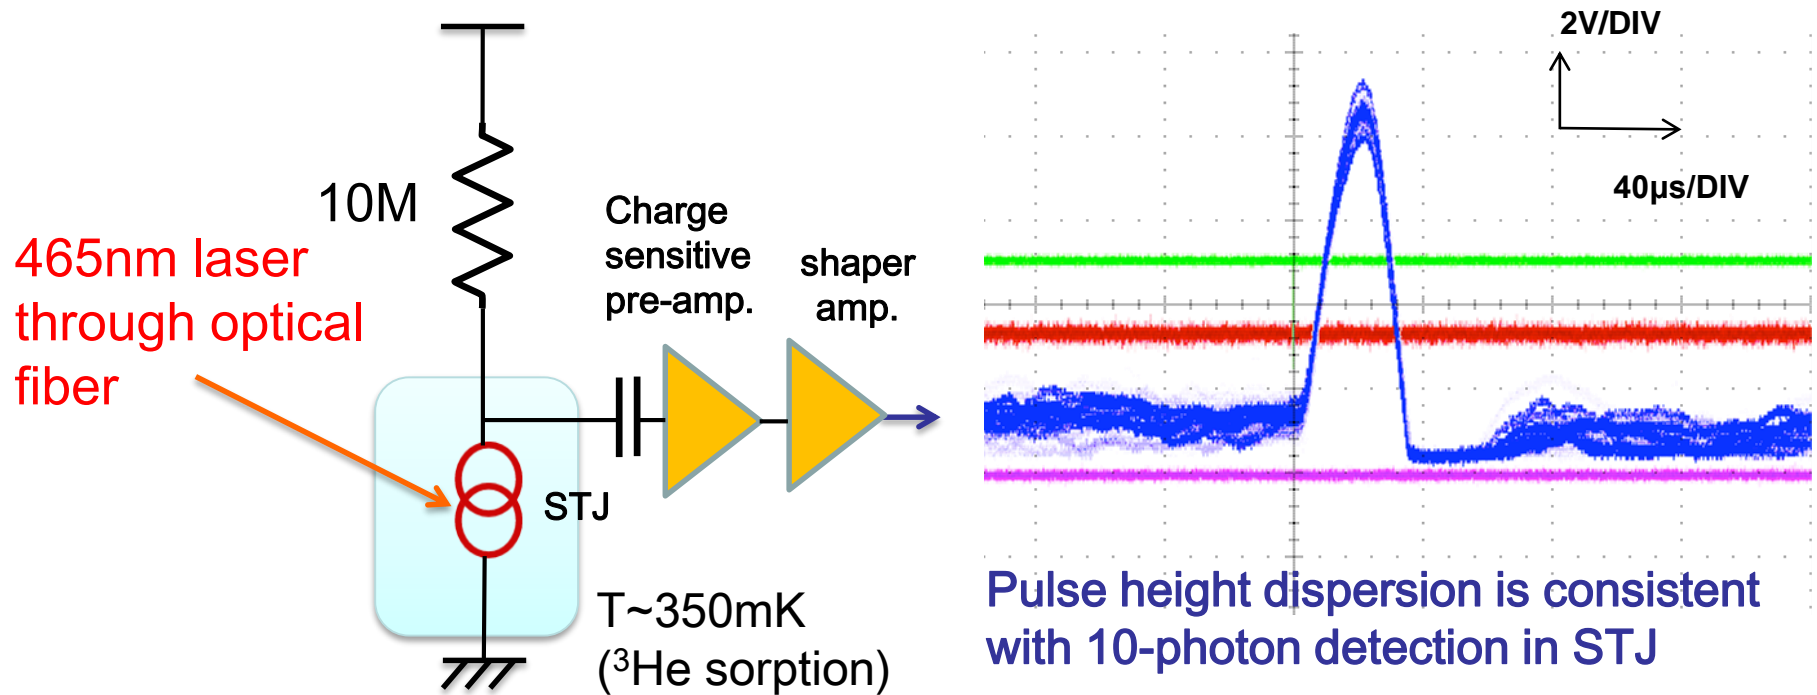 10M
465nm laser
through optical
fiber
Charge
sensitive
pre-amp.
shaper
amp.
STJ
T~350mK
(³He sorption)
2V/DIV
40µs/DIV
Pulse height dispersion is consistent
with 10-photon detection in STJ